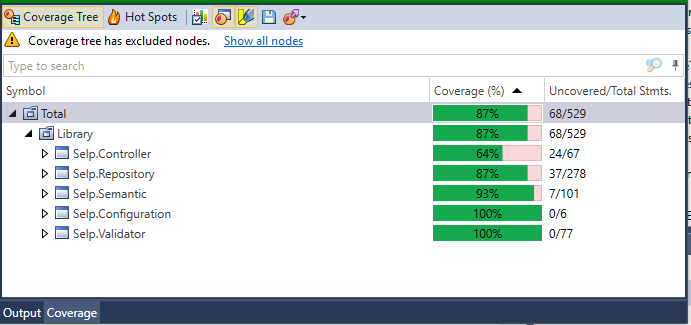 Coverage Tree Hot Spots
Coverage tree has excluded nodes. Show all nodes
Type to search
Symbol Coverage (%) Uncovered/Total Stmts.
Total 87% 68/529
Library 87% 68/529
Selp.Controller 64% 24/67
Selp.Repository 87% 37/278
Selp.Semantic 93% 7/101
Selp.Configuration 100% 0/6
Selp.Validator 100% 0/77
Output Coverage